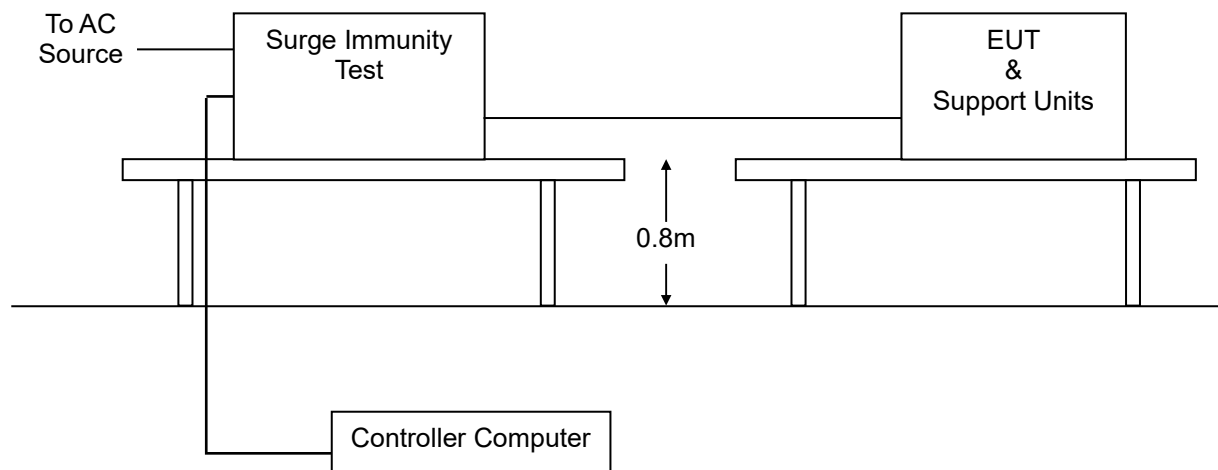 To AC
Source
Surge Immunity
Test
EUT
&
Support Units
0.8m
Controller Computer